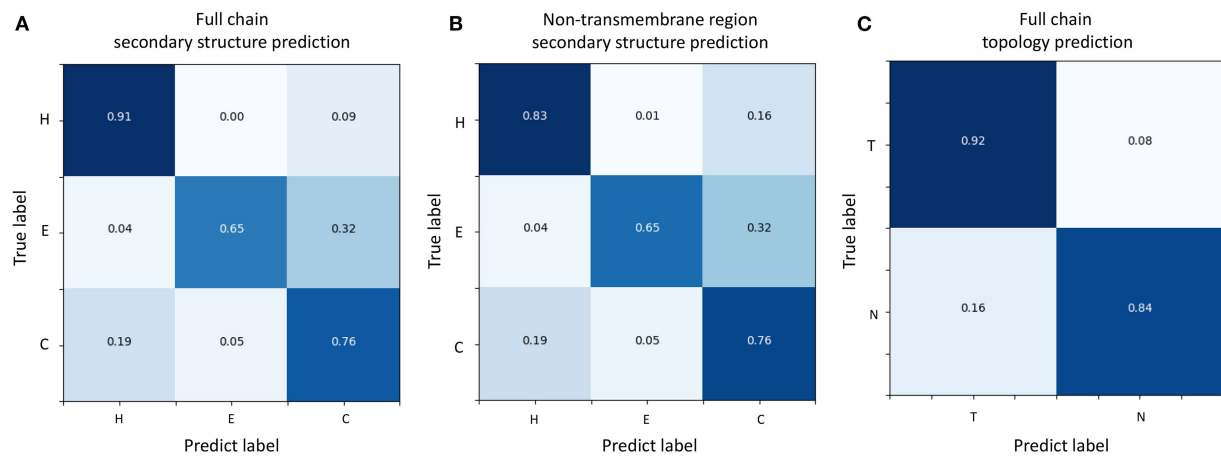 A
Full chain
secondary structure prediction
H
0.91
0.00
0.09
E
0.04
0.65
0.32
C
0.19
0.05
0.76
True label
H
E
C
Predict label
B
Non-transmembrane region
secondary structure prediction
H
0.83
0.01
0.16
E
0.04
0.65
0.32
C
0.19
0.05
0.76
True label
H
E
C
Predict label
C
Full chain
topology prediction
T
0.92
0.08
N
0.16
0.84
True label
T
N
Predict label